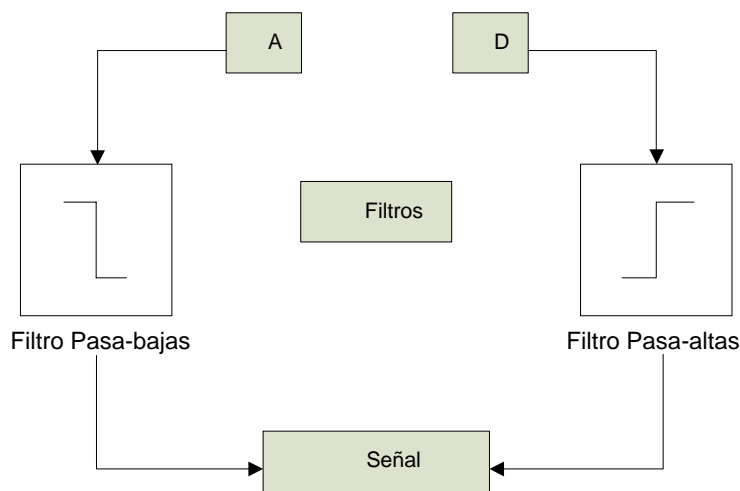 A
D
Filtros
Filtro Pasa-bajas
Filtro Pasa-altas
Señal